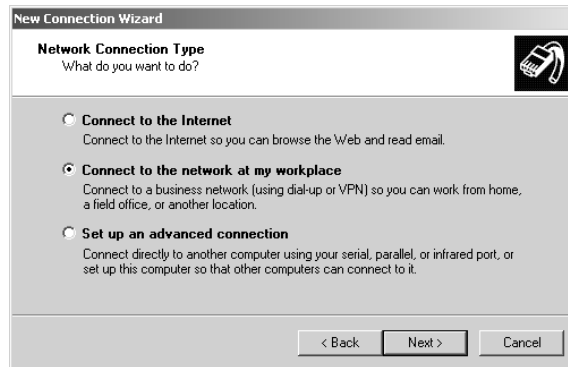 New Connection Wizard
Network Connection Type
What do you want to do?
Connect to the Internet
Connect to the Internet so you can browse the Web and read email.
Connect to the network at my workplace
Connect to a business network (using dial-up or VPN) so you can work from home,
a field office, or another location.
Set up an advanced connection
Connect directly to another computer using your serial, parallel, or infrared port, or
set up this computer so that other computers can connect to it.
< Back Next > Cancel